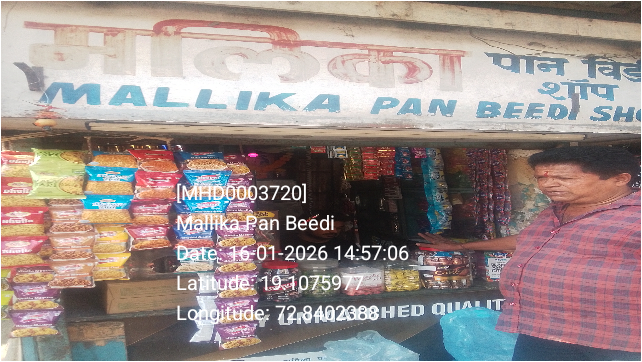 मलिका
पान विडी
शॉप
MALLIKA PAN BEEDI SHO
[MHD0003720]
Mallika Pan Beedi
Date: 16-01-2026 14:57:06
Latitude: 19.1075977
Longitude: 72.8402388
QUALIT